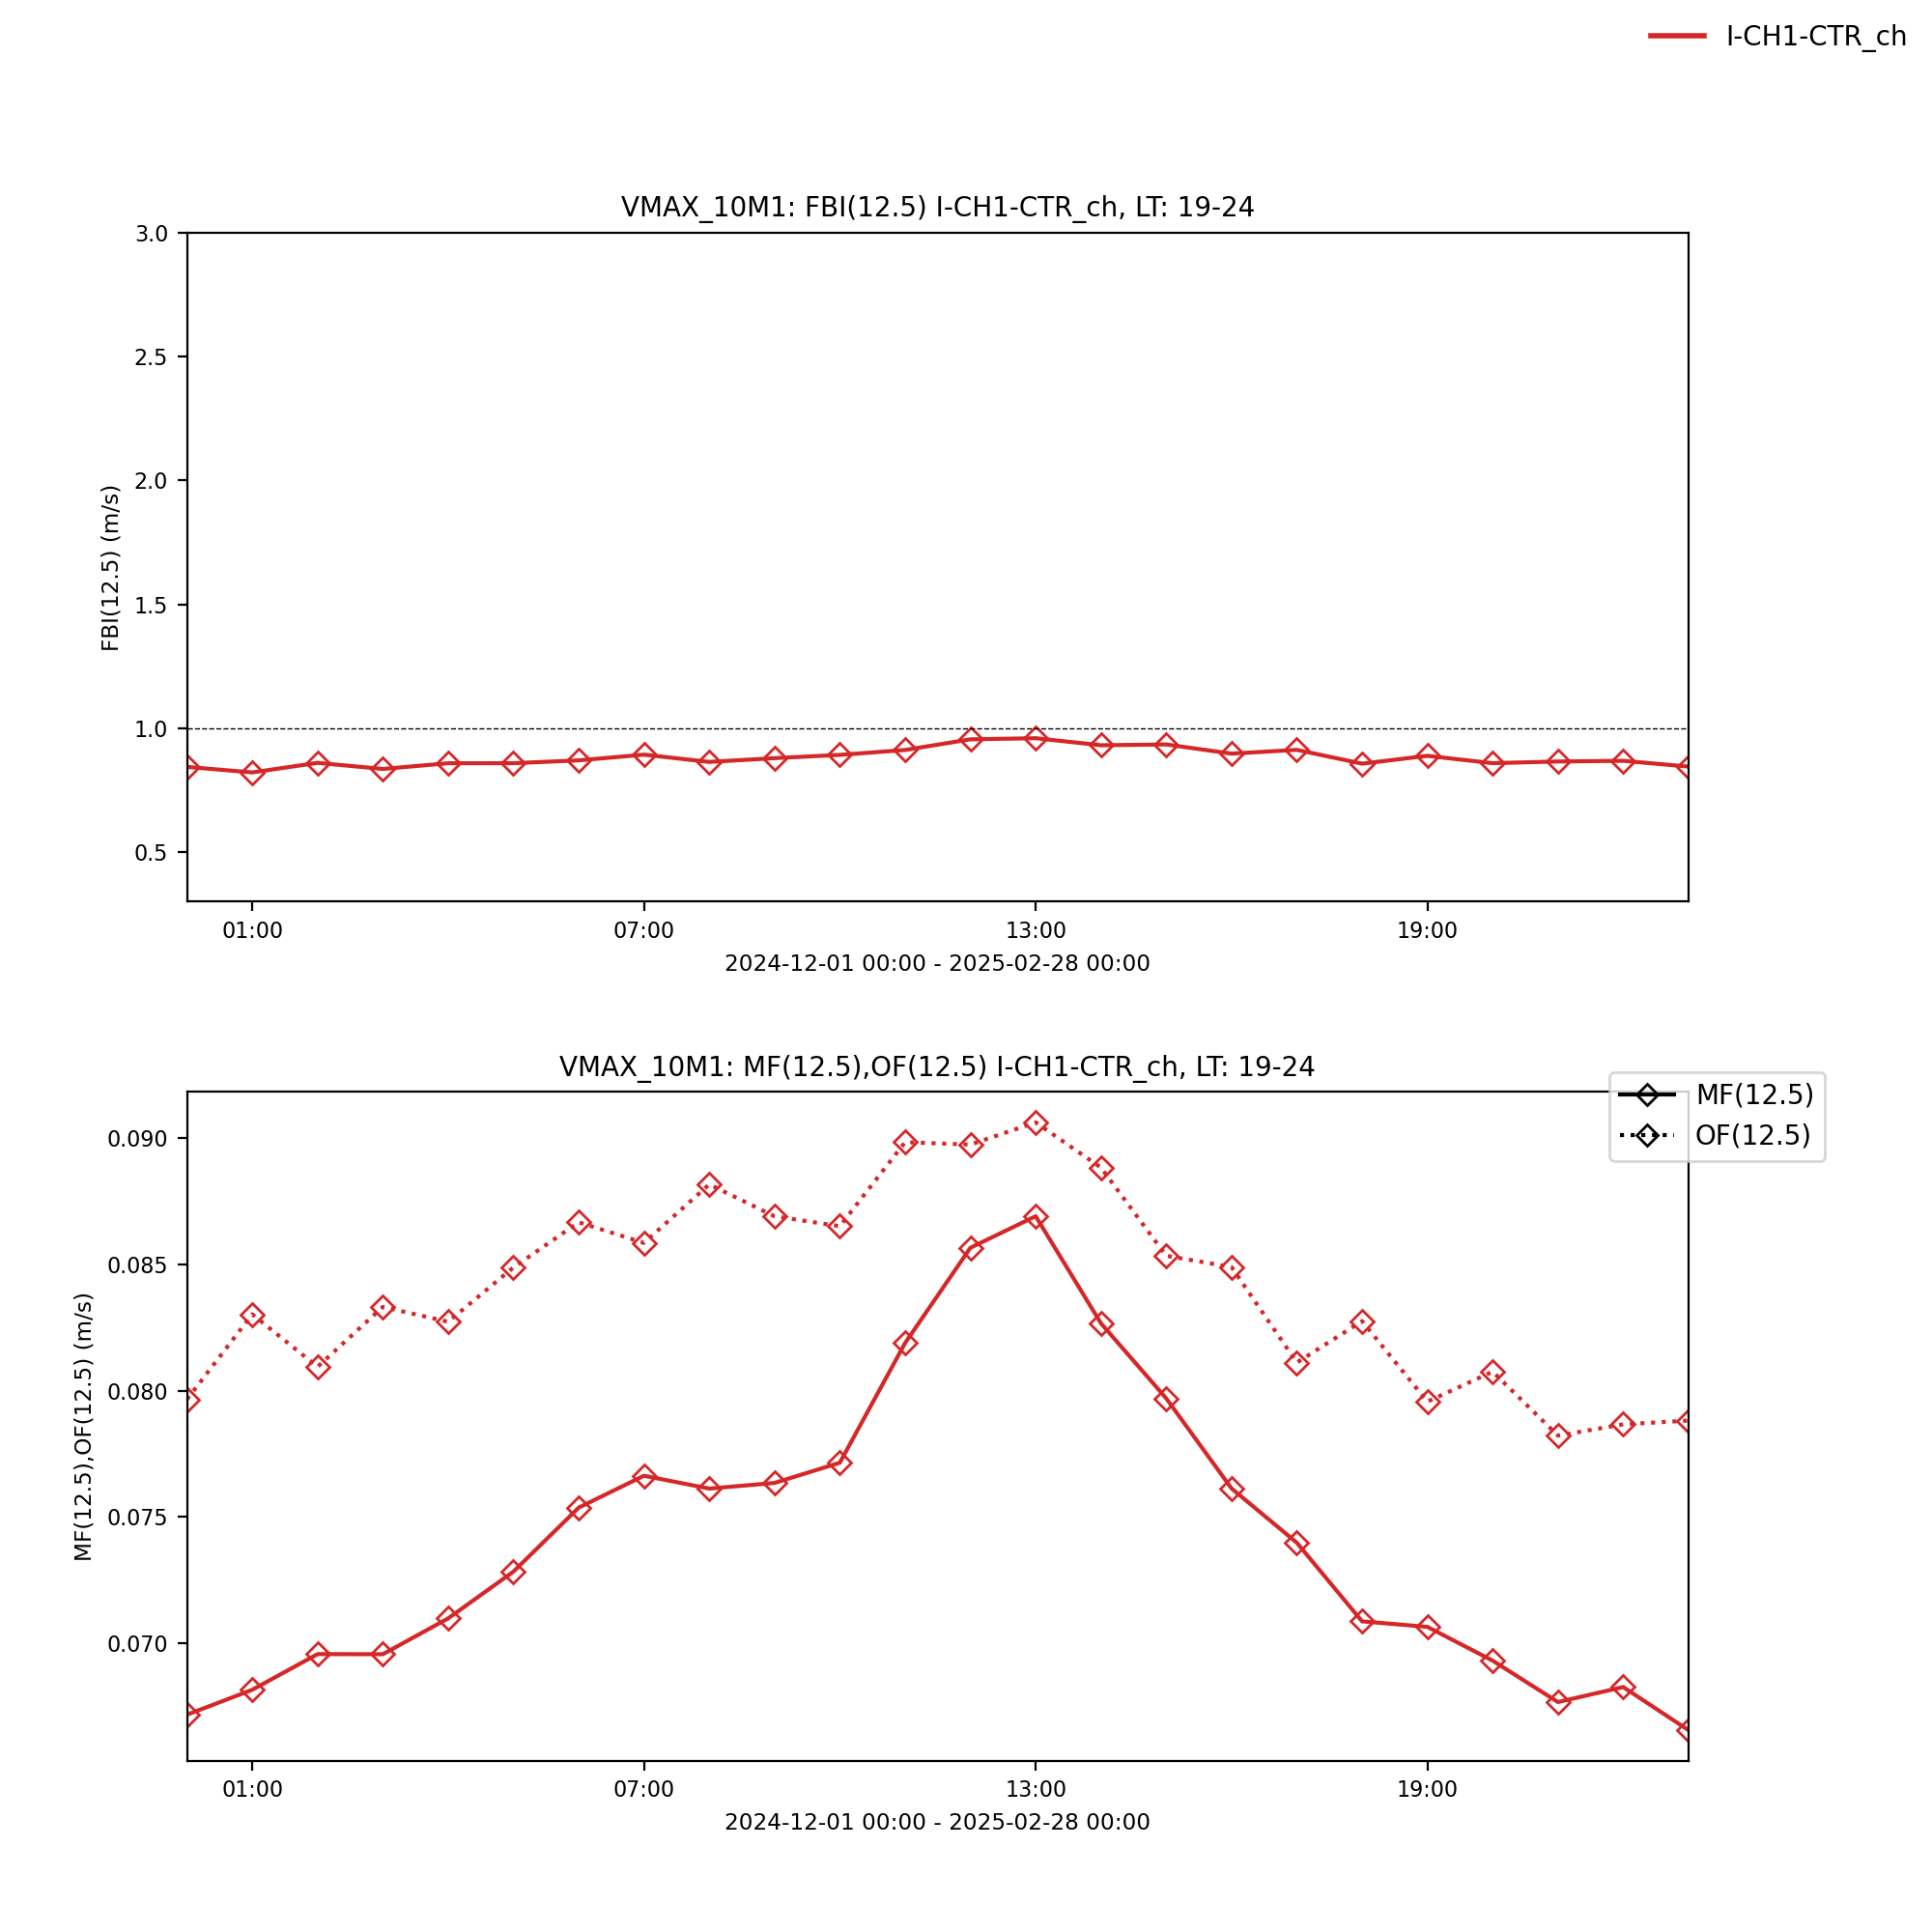 I-CH1-CTR_ch
VMAX_10M1: FBI(12.5) I-CH1-CTR_ch, LT: 19-24
3.0
2.5
2.0
1.5
1.0
0.5
FBI(12.5) (m/s)
01:00 07:00 13:00 19:00
2024-12-01 00:00 - 2025-02-28 00:00
VMAX_10M1: MF(12.5),OF(12.5) I-CH1-CTR_ch, LT: 19-24
MF(12.5)
OF(12.5)
0.090
0.085
0.080
0.075
0.070
MF(12.5),OF(12.5) (m/s)
01:00 07:00 13:00 19:00
2024-12-01 00:00 - 2025-02-28 00:00